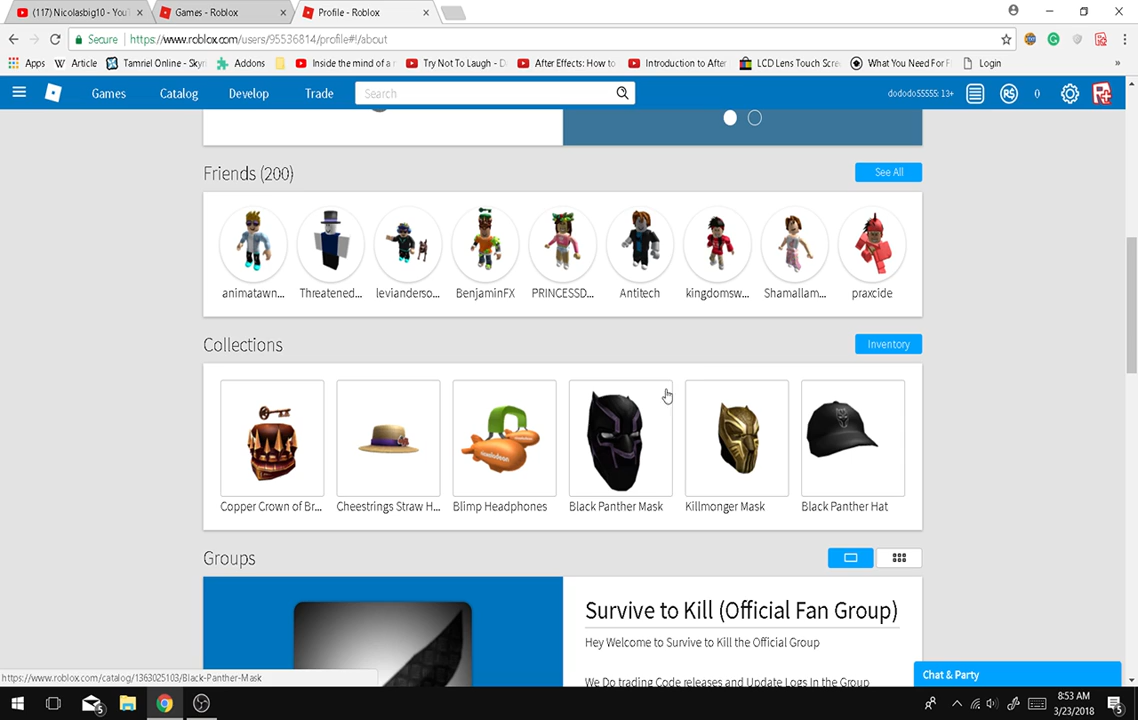 (117) Nicolasbig10 - You
Games - Roblox
Profile - Roblox
Secure
https://www.roblox.com/users/95536814/profile#!/about
Apps
Article
Tamriel Online - Skyri
Addons
Inside the mind of a
Try Not To Laugh - D
After Effects: How to
Introduction to After
LCD Lens Touch Scre
What You Need For F
Login
Games
Catalog
Develop
Trade
Search
dododo55555: 13+
R$
0
Friends (200)
See All
animatawn...
Threatened...
levianderso...
BenjaminFX
PRINCESSD...
Antitech
kingdomsw...
Shamallam...
praxcide
Collections
Inventory
nickelodeon
Copper Crown of Br...
Cheestrings Straw H...
Blimp Headphones
Black Panther Mask
Killmonger Mask
Black Panther Hat
Groups
Survive to Kill (Official Fan Group)
Hey Welcome to Survive to Kill the Official Group
We Do trading Code releases and Update Logs In the Group
Chat & Party
https://www.roblox.com/catalog/1363025103/Black-Panther-Mask
5
8:53 AM
3/23/2018
5